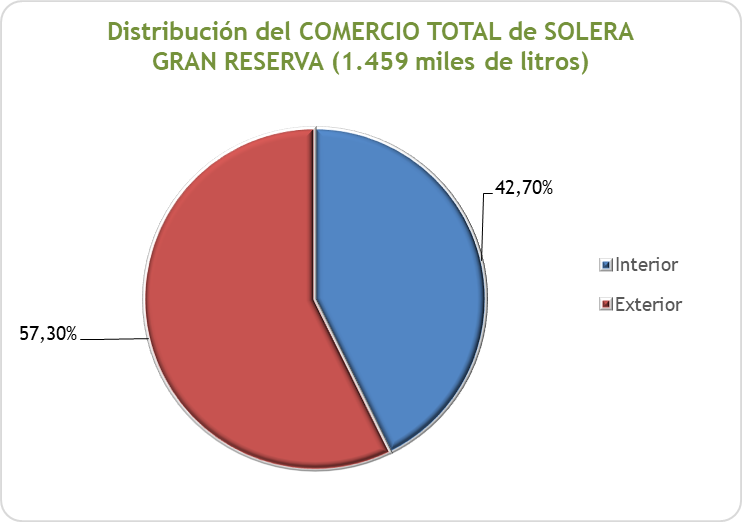 Distribución del COMERCIO TOTAL de SOLERA
GRAN RESERVA (1.459 miles de litros)
42,70%
Interior
Exterior
57,30%